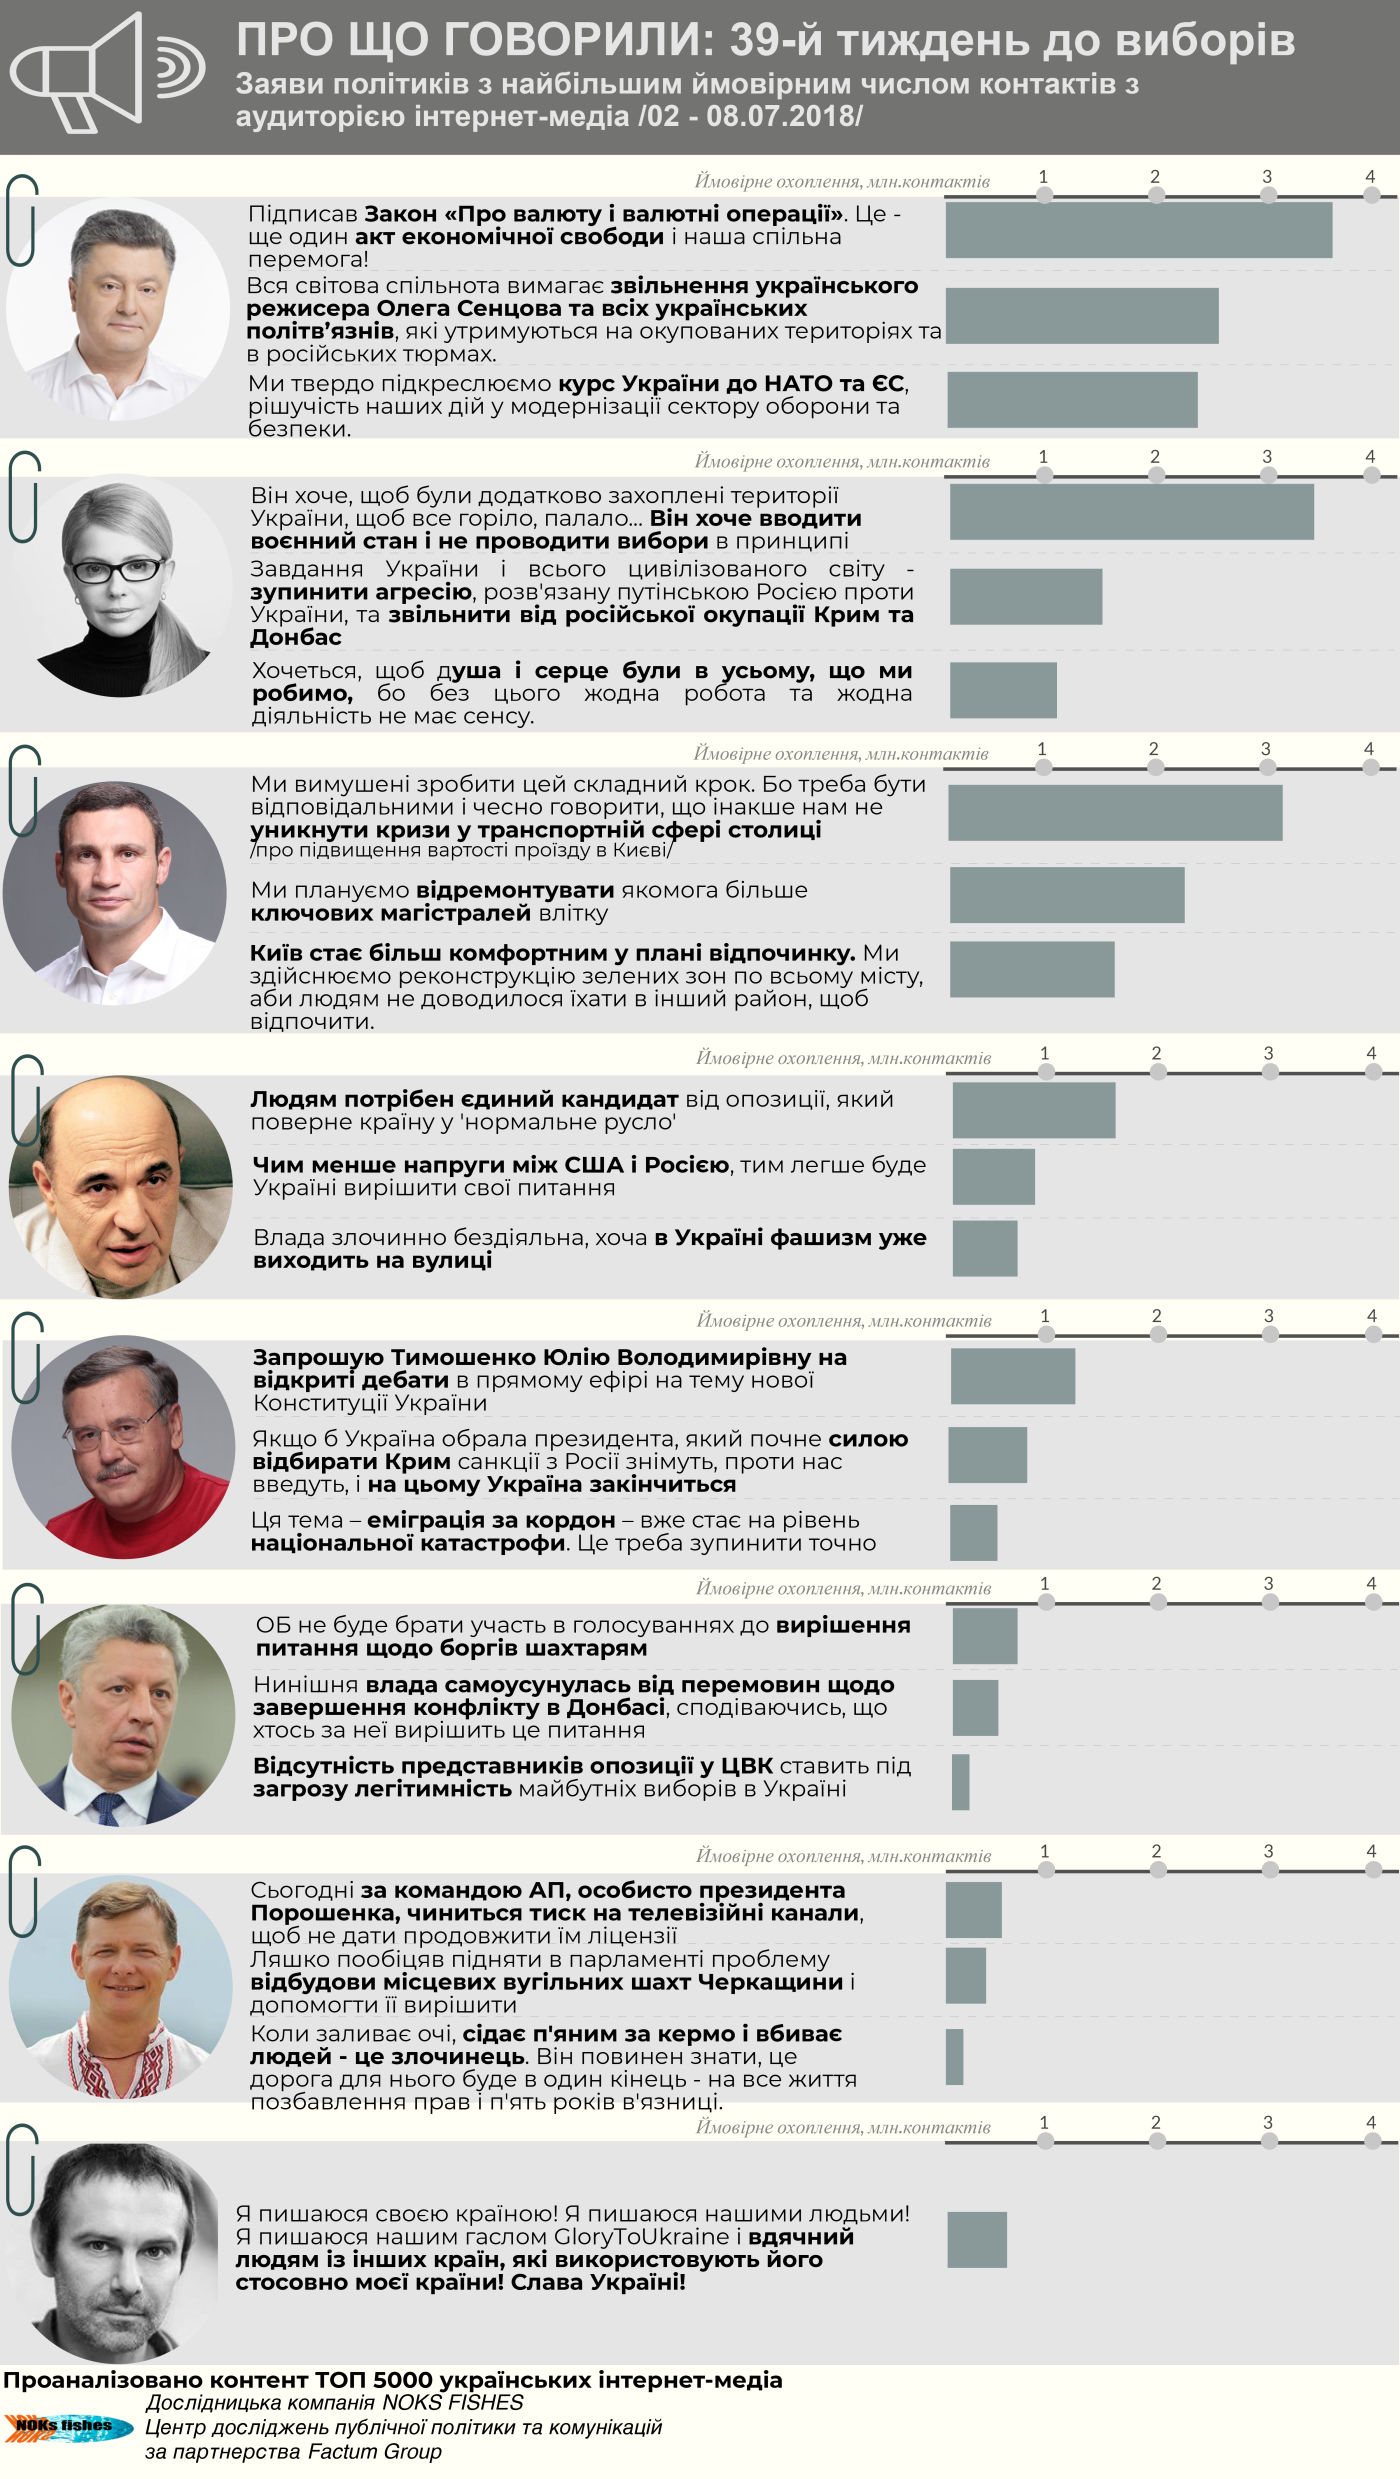 ПРО ЩО ГОВОРИЛИ: 39-й тиждень до виборів
Заяви політиків з найбільшим ймовірним числом контактів з
аудиторією інтернет-медіа /02 - 08.07.2018/
Ймовірне охоплення, млн.контактів 1 2 3 4
Підписав Закон «Про валюту і валютні операції». Це -
ще один акт економічної свободи і наша спільна
перемога!
Вся світова спільнота вимагає звільнення українського
режисера Олега Сенцова та всіх українських
політв’язнів, які утримуються на окупованих територіях та
в російських тюрмах.
Ми твердо підкреслюємо курс України до НАТО та ЄС,
рішучість наших дій у модернізації сектору оборони та
безпеки.
Ймовірне охоплення, млн.контактів 1 2 3 4
Він хоче, щоб були додатково захоплені території
України, щоб все горіло, палало... Він хоче вводити
воєнний стан і не проводити вибори в принципі
Завдання України і всього цивілізованого світу -
зупинити агресію, розв'язану путінською Росією проти
України, та звільнити від російської окупації Крим та
Донбас
Хочеться, щоб душа і серце були в усьому, що ми
робимо, бо без цього жодна робота та жодна
діяльність не має сенсу.
Ймовірне охоплення, млн.контактів 1 2 3 4
Ми вимушені зробити цей складний крок. Бо треба бути
відповідальними і чесно говорити, що інакше нам не
уникнути кризи у транспортній сфері столиці
/про підвищення вартості проїзду в Києві/
Ми плануємо відремонтувати якомога більше
ключових магістралей влітку
Київ стає більш комфортним у плані відпочинку. Ми
здійснюємо реконструкцію зелених зон по всьому місту,
аби людям не доводилося їхати в інший район, щоб
відпочити.
Ймовірне охоплення, млн.контактів 1 2 3 4
Людям потрібен єдиний кандидат від опозиції, який
поверне країну у 'нормальне русло'
Чим менше напруги між США і Росією, тим легше буде
Україні вирішити свої питання
Влада злочинно бездіяльна, хоча в Україні фашизм уже
виходить на вулиці
Ймовірне охоплення, млн.контактів 1 2 3 4
Запрошую Тимошенко Юлію Володимирівну на
відкриті дебати в прямому ефірі на тему нової
Конституції України
Якщо б Україна обрала президента, який почне силою
відбирати Крим санкції з Росії знімуть, проти нас
введуть, і на цьому Україна закінчиться
Ця тема – еміграція за кордон – вже стає на рівень
національної катастрофи. Це треба зупинити точно
Ймовірне охоплення, млн.контактів 1 2 3 4
ОБ не буде брати участь в голосуваннях до вирішення
питання щодо боргів шахтарям
Нинішня влада самоусунулась від перемовин щодо
завершення конфлікту в Донбасі, сподіваючись, що
хтось за неї вирішить це питання
Відсутність представників опозиції у ЦВК ставить під
загрозу легітимність майбутніх виборів в Україні
Ймовірне охоплення, млн.контактів 1 2 3 4
Сьогодні за командою АП, особисто президента
Порошенка, чиниться тиск на телевізійні канали,
щоб не дати продовжити їм ліцензії
Ляшко пообіцяв підняти в парламенті проблему
відбудови місцевих вугільних шахт Черкащини і
допомогти її вирішити
Коли заливає очі, сідає п'яним за кермо і вбиває
людей - це злочинець. Він повинен знати, це
дорога для нього буде в один кінець - на все життя
позбавлення прав і п'ять років в'язниці.
Ймовірне охоплення, млн.контактів 1 2 3 4
Я пишаюся своєю країною! Я пишаюся нашими людьми!
Я пишаюся нашим гаслом GloryToUkraine і вдячний
людям із інших країн, які використовують його
стосовно моєї країни! Слава Україні!
Проаналізовано контент ТОП 5000 українських інтернет-медіа
Дослідницька компанія NOKS FISHES
NOKs fishes
Центр досліджень публічної політики та комунікацій
за партнерства Factum Group